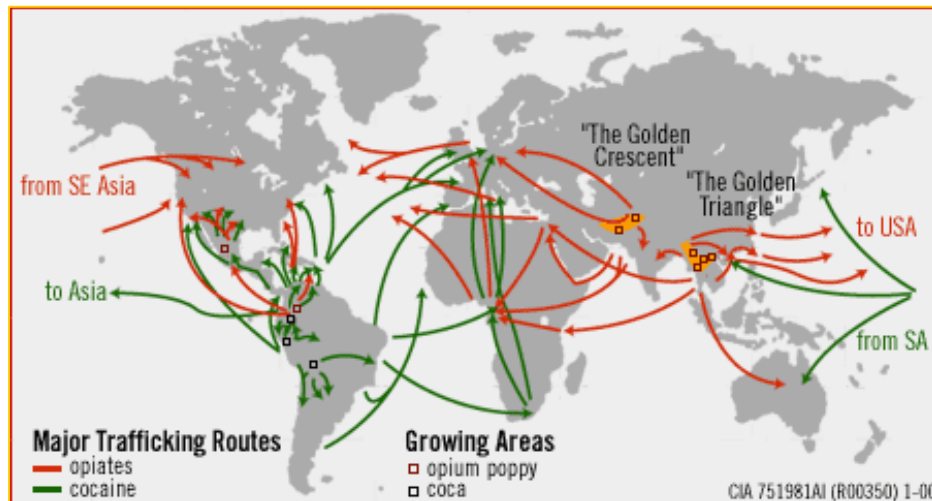 "The Golden
Crescent"
"The Golden
Triangle"
from SE Asia
to USA
to Asia
from SA
Major Trafficking Routes
opiates
cocaine
Growing Areas
opium poppy
coca
CIA 751981AI (R00350) 1-00